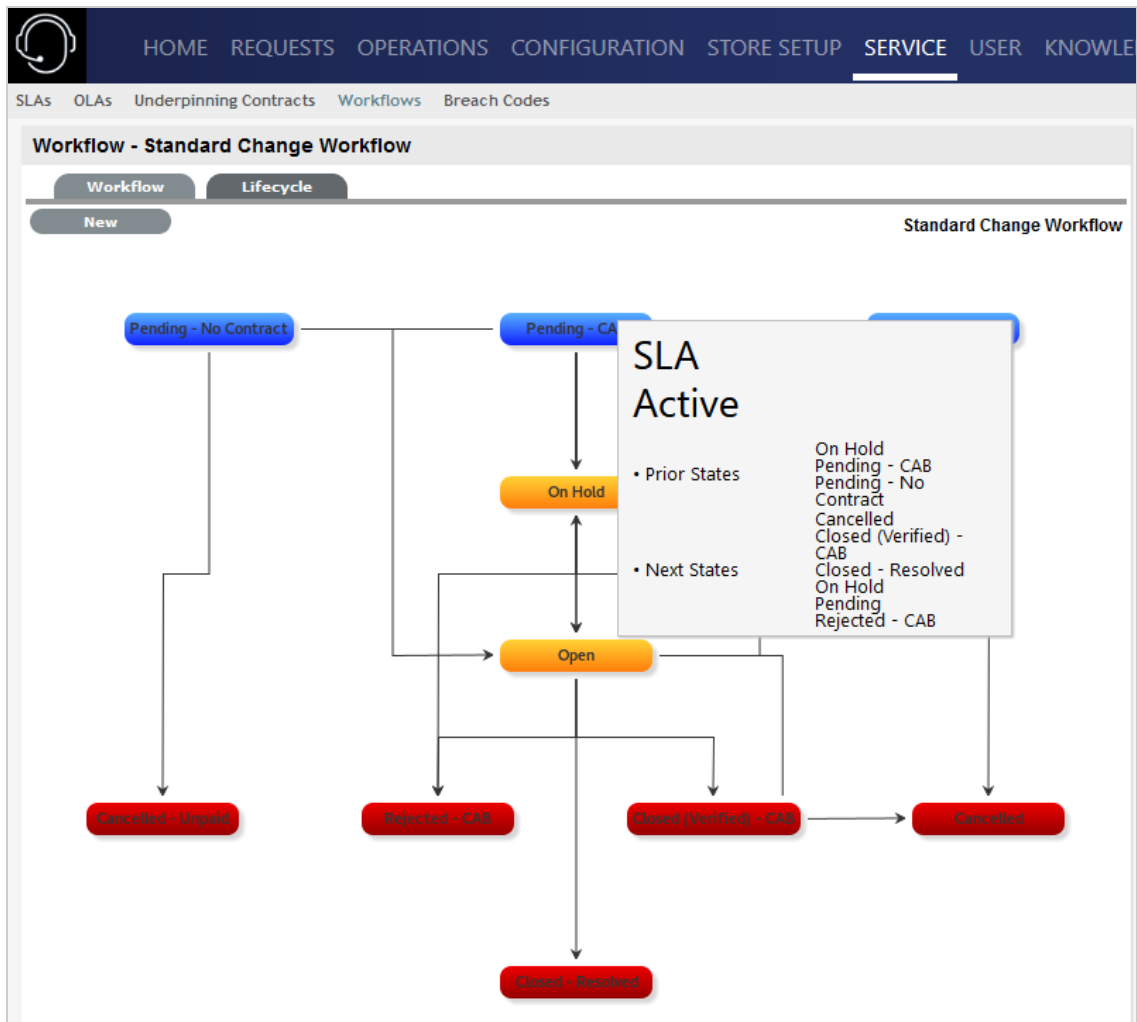 HOME REQUESTS OPERATIONS CONFIGURATION STORE SETUP SERVICE USER KNOWLE
SLAs OLAs Underpinning Contracts Workflows Breach Codes
Workflow - Standard Change Workflow
Workflow Lifecycle
New
Standard Change Workflow
Pending - No Contract
Pending - CA
SLA
Active
• Prior States
On Hold
Pending - CAB
Pending - No
Contract
• Next States
Cancelled
Closed (Verified) -
CAB
Closed - Resolved
On Hold
Pending
Rejected - CAB
On Hold
Open
Cancelled - Unpaid
Rejected - CAB
Closed (Verified) - CAB
Cancelled
Closed - Resolved